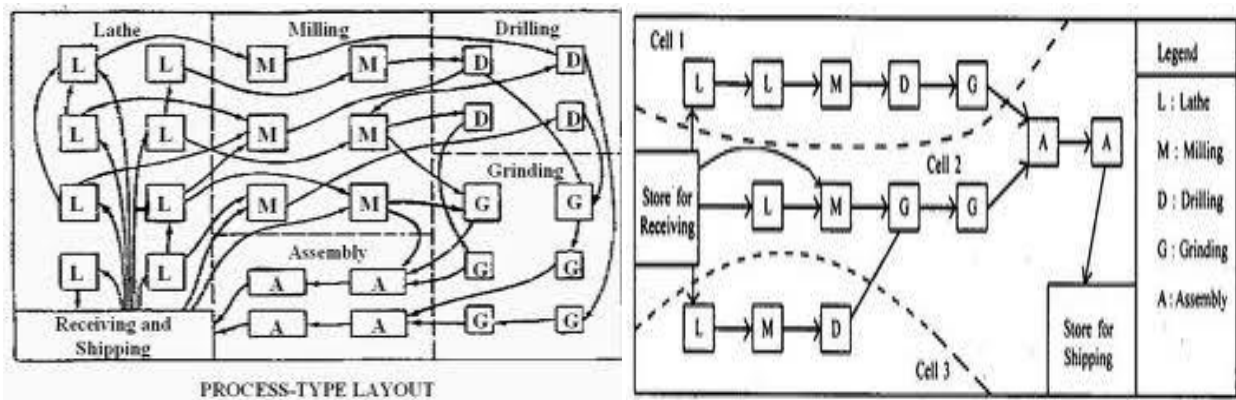 Lathe Milling Drilling
L L M M D D
L L M M D D
Grinding
L L M M G G
Assembly
L L A A G G
Receiving and
Shipping
A A G G
PROCESS-TYPE LAYOUT
Cell 1
L L M D G
A A
Cell 2
Store for
Receiving
L M G G
L M D
Cell 3
Store for
Shipping
Legend
L : Lathe
M : Milling
D : Drilling
G : Grinding
A : Assembly